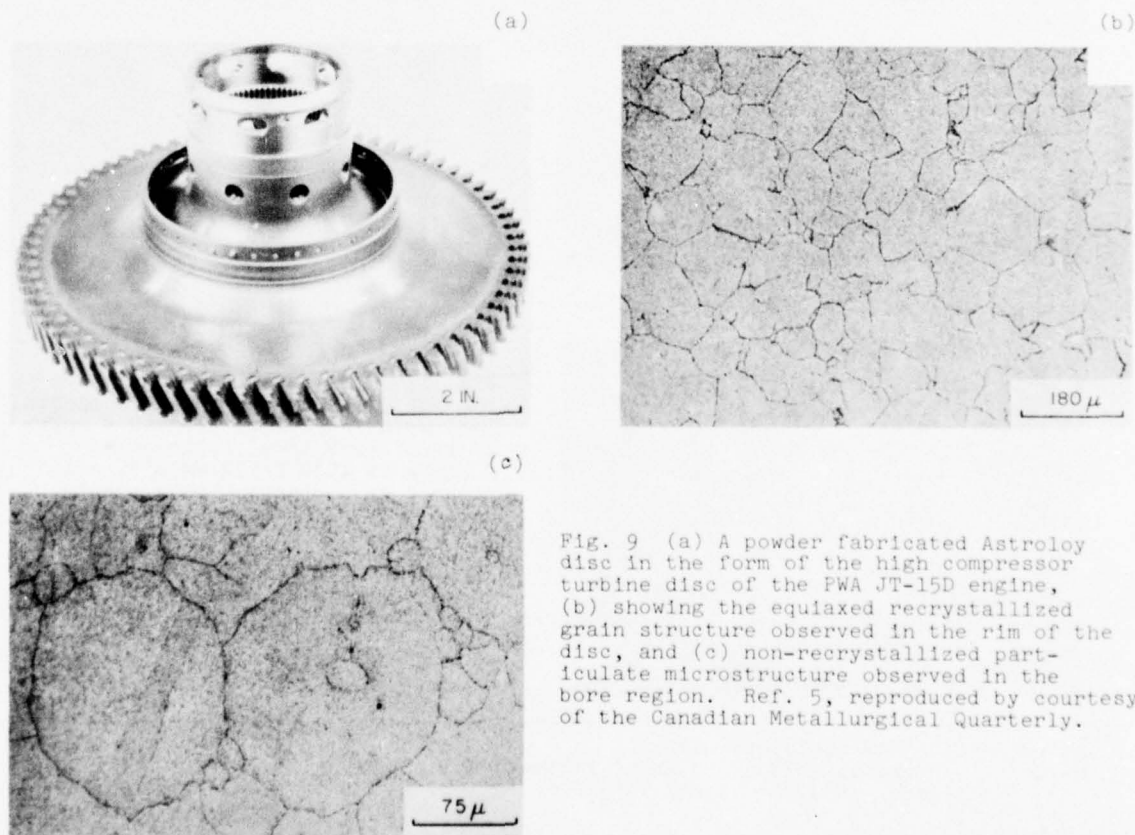 (a)
(b)
2 IN.
180 μ
(c)
75 μ
Fig. 9 (a) A powder fabricated Astroloy
disc in the form of the high compressor
turbine disc of the PWA JT-15D engine,
(b) showing the equiaxed recrystallized
grain structure observed in the rim of the
disc, and (c) non-recrystallized part-
iculate microstructure observed in the
bore region. Ref. 5, reproduced by courtesy
of the Canadian Metallurgical Quarterly.